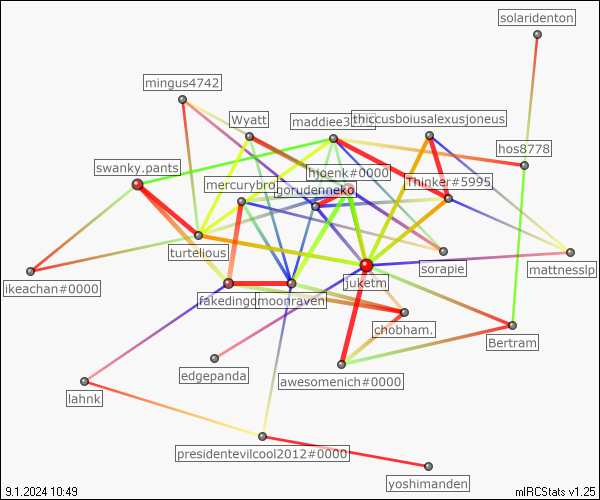 solaridenton
mingus4742
Wyatt
maddiee3
thiccusboiusalexusjoneus
hos8778
swanky.pants
mercurybro
hjoenk#0000
gorudenneko
Thinker#5995
turtelious
sorapie
mattnesslp
ikeachan#0000
fakedingo
moonraven
juketm
chobham.
Bertram
edgepanda
awesomenich#0000
lahnk
presidentevilcool2012#0000
yoshimanden
9.1.2024 10:49
mIRCStats v1.25